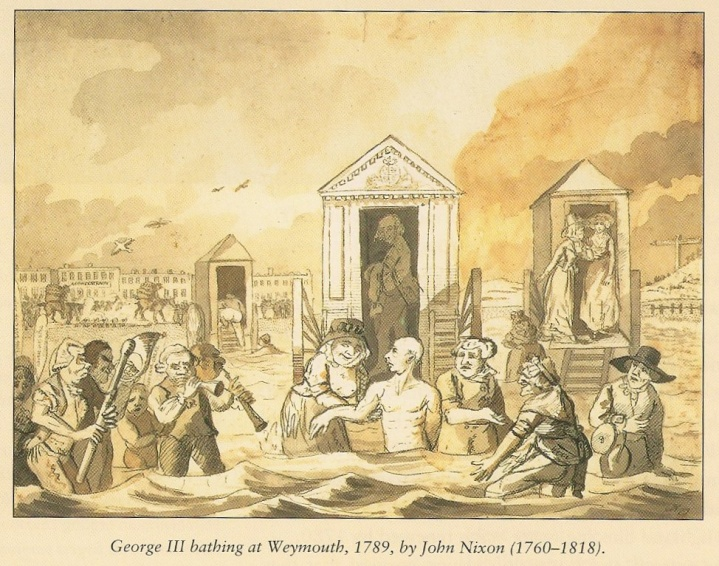 George III bathing at Weymouth, 1789, by John Nixon (1760–1818).